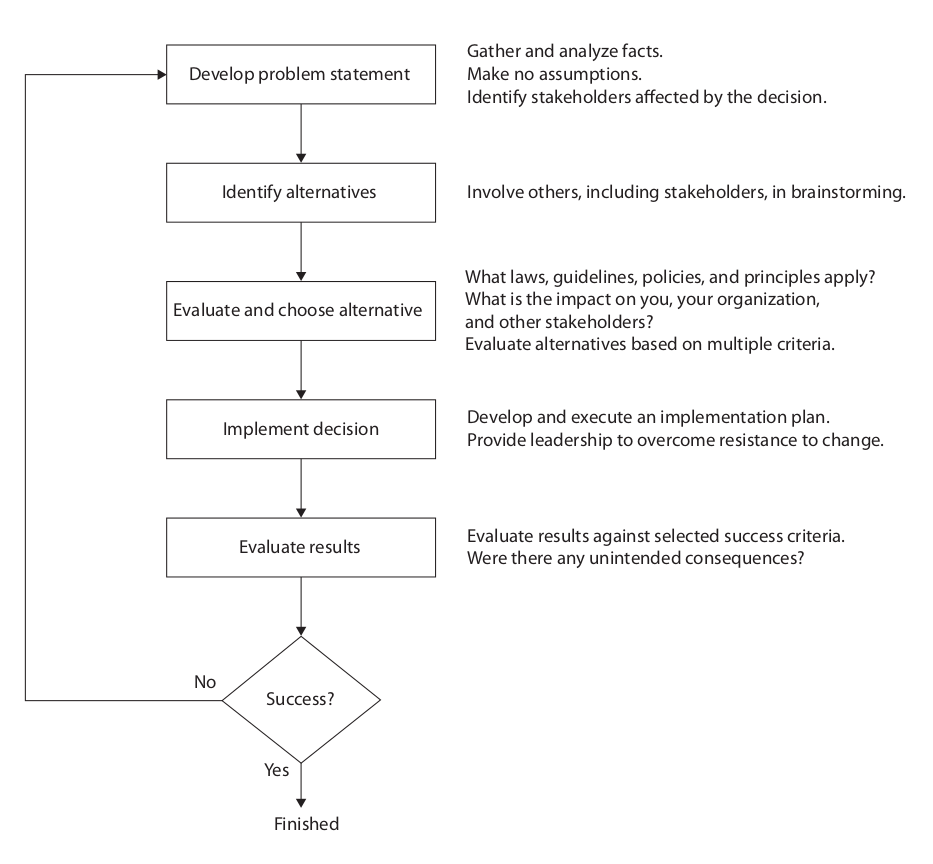 Develop problem statement
Gather and analyze facts.
Make no assumptions.
Identify stakeholders affected by the decision.
Identify alternatives
Involve others, including stakeholders, in brainstorming.
Evaluate and choose alternative
What laws, guidelines, policies, and principles apply?
What is the impact on you, your organization,
and other stakeholders?
Evaluate alternatives based on multiple criteria.
Implement decision
Develop and execute an implementation plan.
Provide leadership to overcome resistance to change.
Evaluate results
Evaluate results against selected success criteria.
Were there any unintended consequences?
No
Success?
Yes
Finished